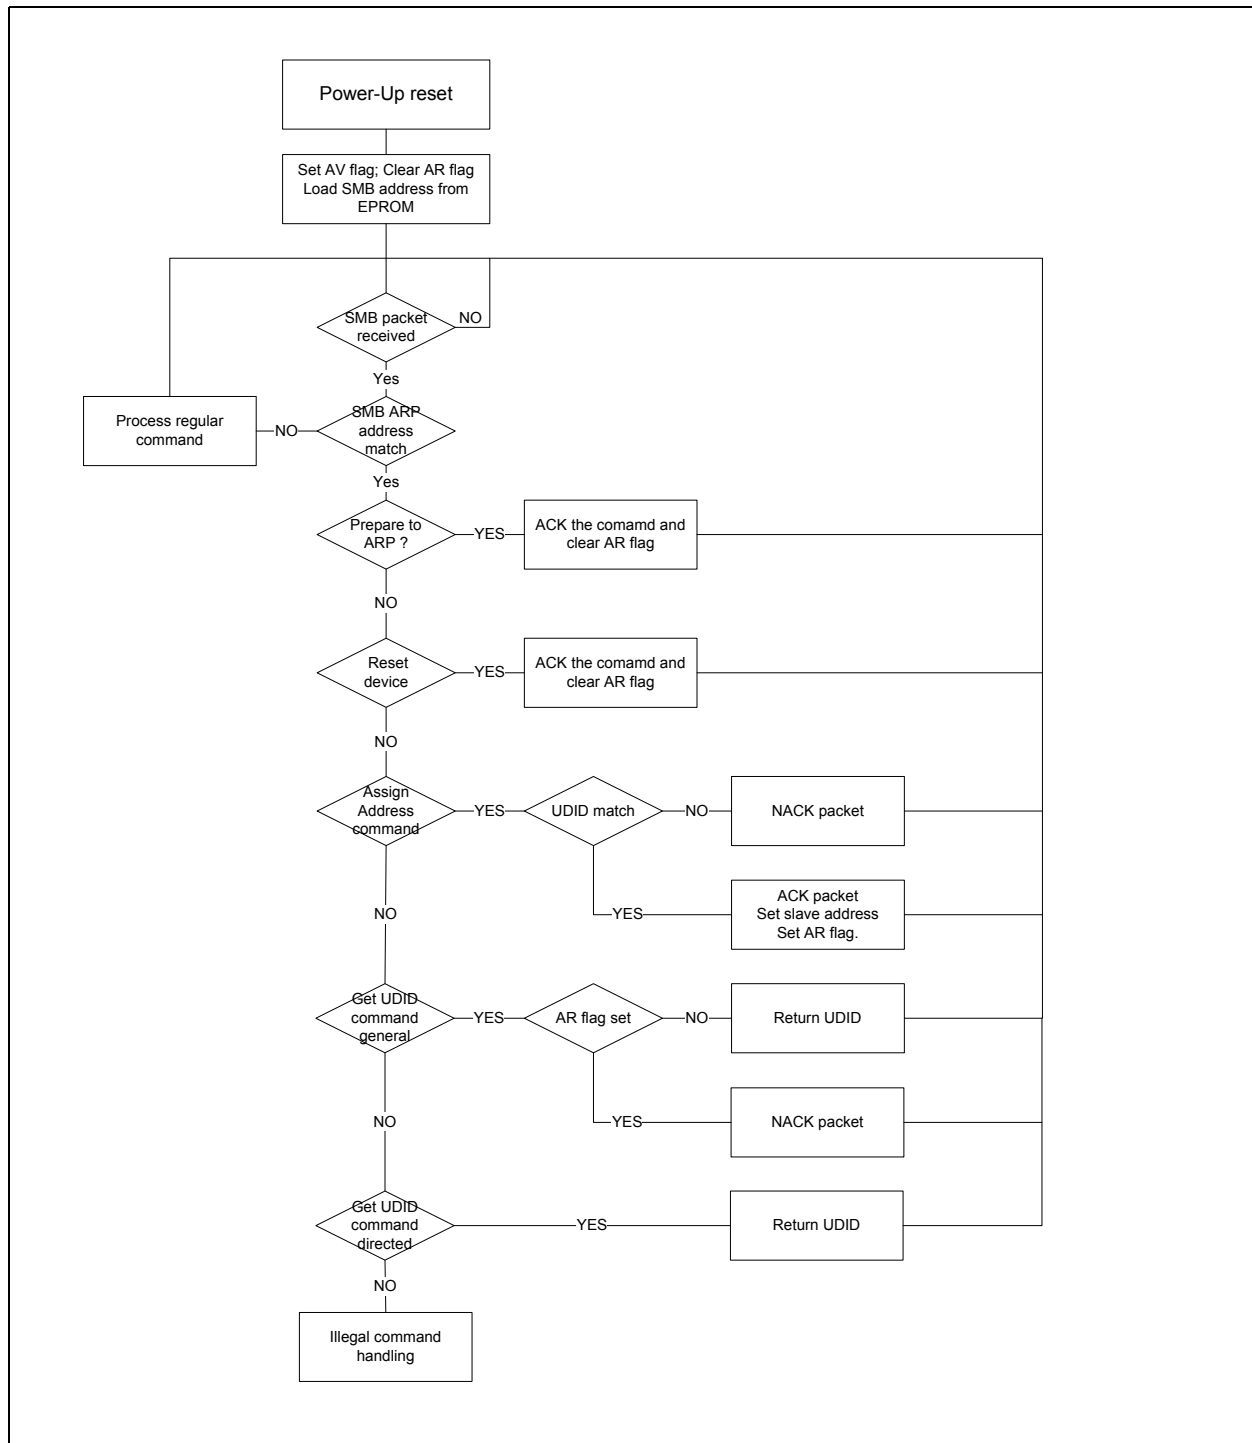 Power-Up reset
Set AV flag; Clear AR flag
Load SMB address from
EPROM
SMB packet
received
NO
Yes
Process regular
command
NO
SMB ARP
address
match
Yes
Prepare to
ARP ?
YES
ACK the comamd and
clear AR flag
NO
Reset
device
YES
ACK the comamd and
clear AR flag
NO
Assign
Address
command
YES
UDID match
NO
NACK packet
YES
ACK packet
Set slave address
Set AR flag.
NO
Get UDID
command
general
YES
AR flag set
NO
Return UDID
YES
NACK packet
NO
Get UDID
command
directed
YES
Return UDID
NO
Illegal command
handling